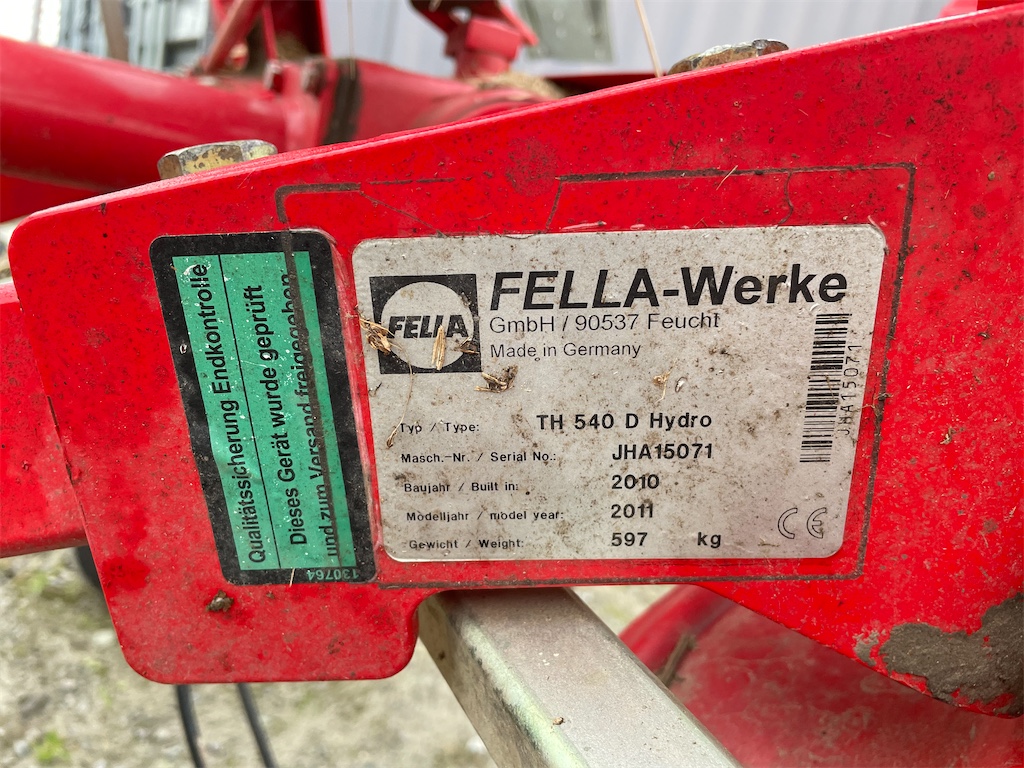 Qualitätssicherung Endkontrolle
Dieses Gerät wurde geprüft
und zum Versand freigegeben
130764
FELLA
FELLA-Werke
GmbH / 90537 Feucht
Made in Germany
Typ / Type: TH 540 D Hydro
Masch.-Nr. / Serial No.: JHA15071
Baujahr / Built in: 2010
Modelljahr / model year: 2011
Gewicht / Weight: 597 kg
JHA15071
CE